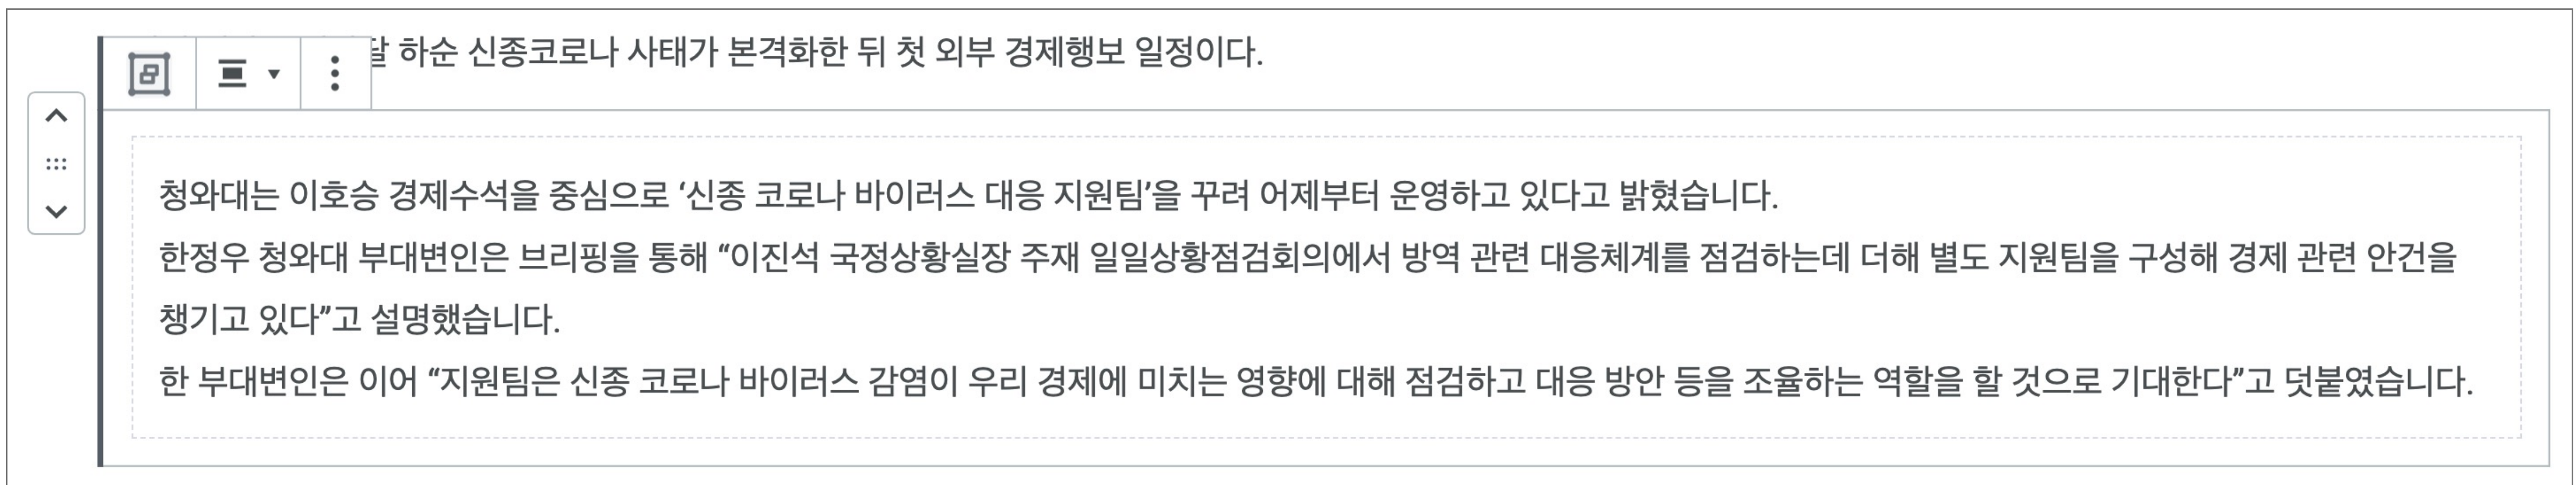 하순 신종코로나 사태가 본격화한 뒤 첫 외부 경제행보 일정이다.
청와대는 이호승 경제수석을 중심으로 ‘신종 코로나 바이러스 대응 지원팀’을 꾸려 어제부터 운영하고 있다고 밝혔습니다.
한정우 청와대 부대변인은 브리핑을 통해 “이진석 국정상황실장 주재 일일상황점검회의에서 방역 관련 대응체계를 점검하는데 더해 별도 지원팀을 구성해 경제 관련 안건을
챙기고 있다”고 설명했습니다.
한 부대변인은 이어 “지원팀은 신종 코로나 바이러스 감염이 우리 경제에 미치는 영향에 대해 점검하고 대응 방안 등을 조율하는 역할을 할 것으로 기대한다”고 덧붙였습니다.